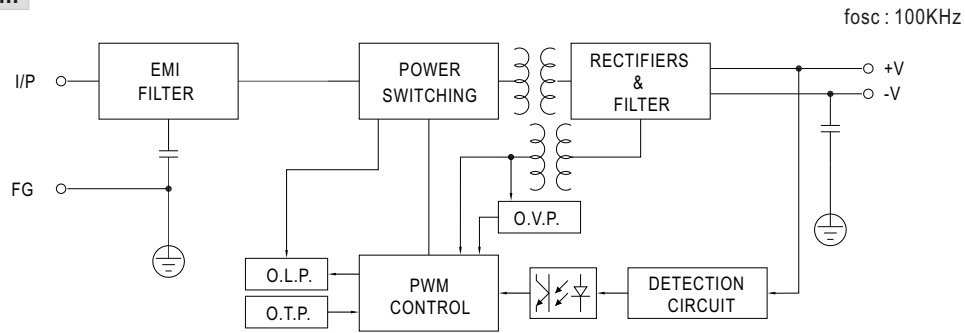 fosc : 100KHz
I/P
EMI
FILTER
POWER
SWITCHING
RECTIFIERS
&
FILTER
+V
-V
FG
O.V.P.
O.L.P.
O.T.P.
PWM
CONTROL
DETECTION
CIRCUIT